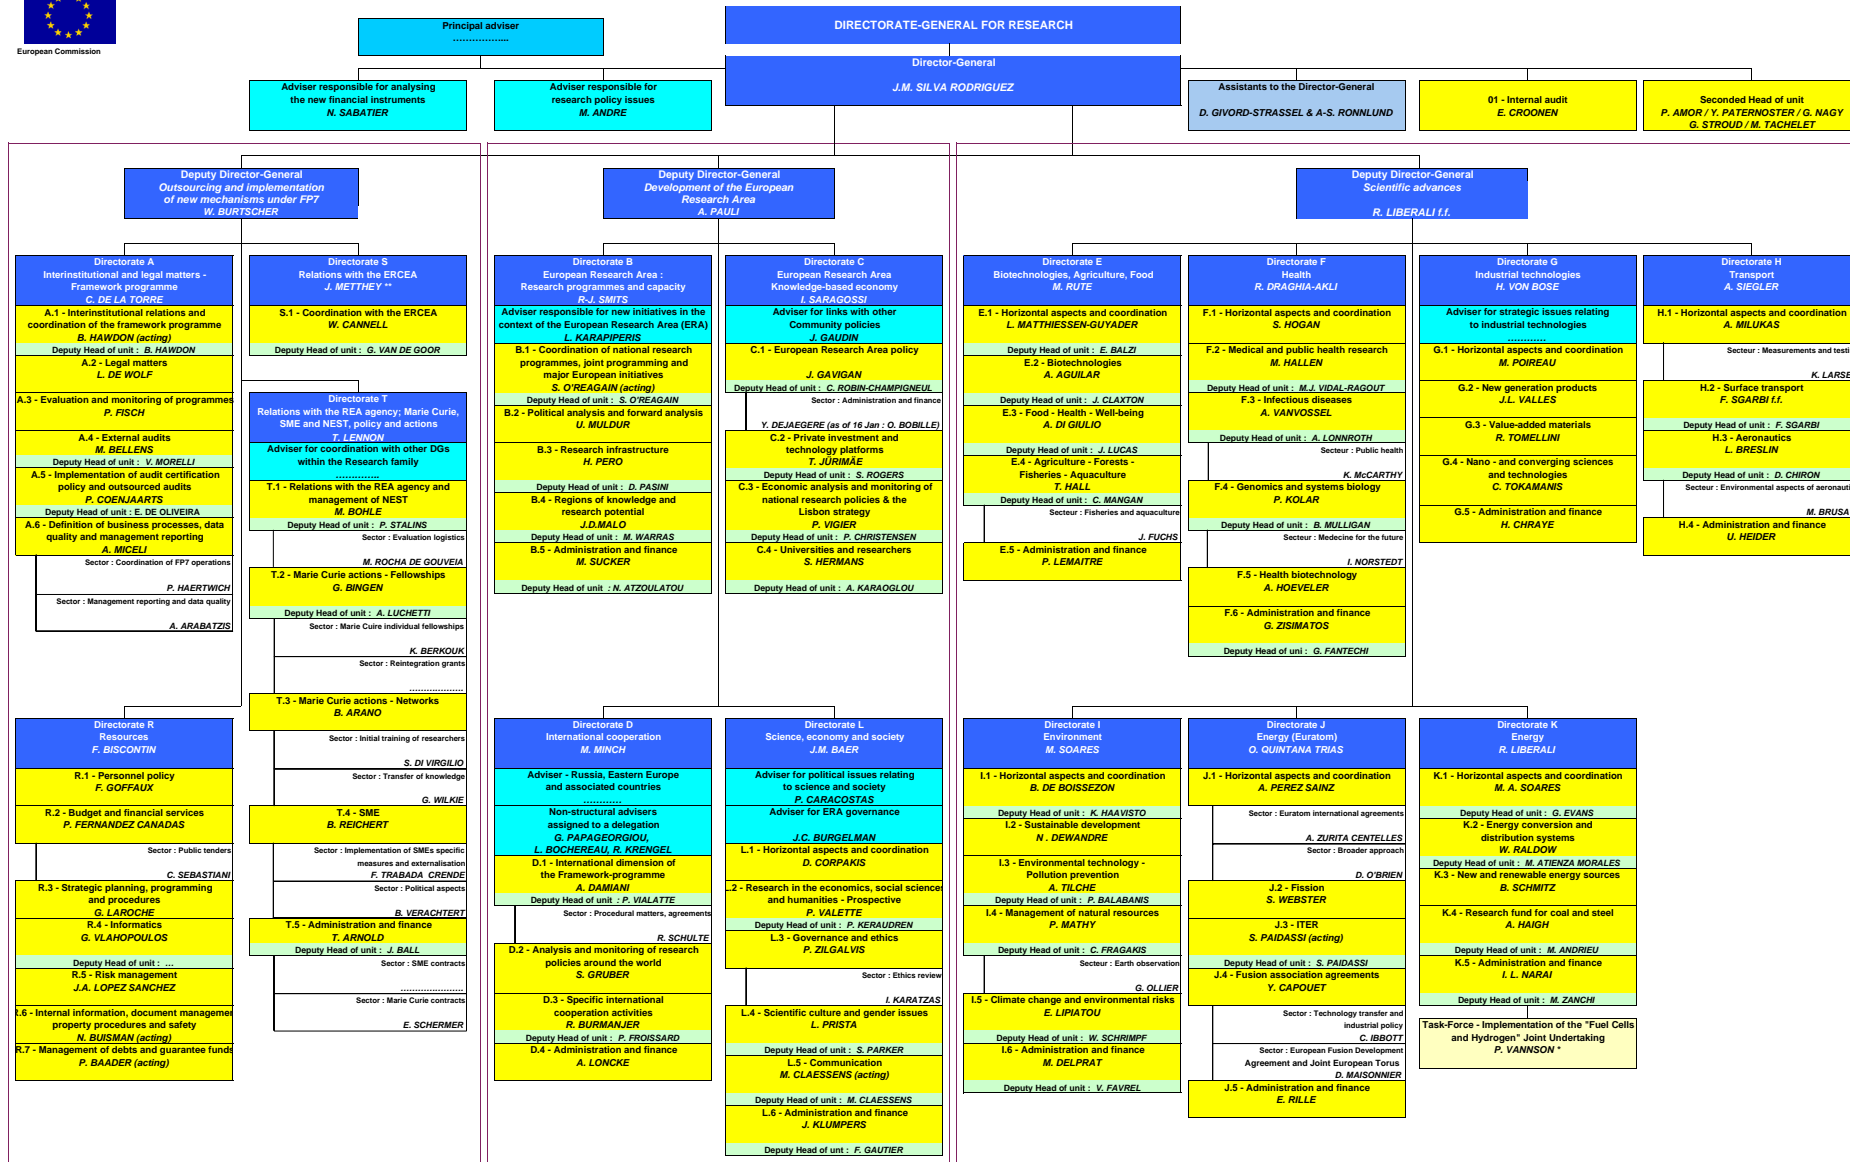 European Commission
Principal adviser
..................
DIRECTORATE-GENERAL FOR RESEARCH
Director-General
J.M. SILVA RODRIGUEZ
Adviser responsible for analysing
the new financial instruments
N. SABATIER
Adviser responsible for
research policy issues
M. ANDRE
Assistants to the Director-General
D. GIVORD-STRASSEL & A-S. RONNLUND
01 - Internal audit
E. CROONEN
Seconded Head of unit
P. AMOR / Y. PATERNOSTER / G. NAGY
G. STROUD / M. TACHELET
Deputy Director-General
Outsourcing and implementation
of new mechanisms under FP7
W. BURTSCHER
Deputy Director-General
Development of the European
Research Area
A. PAULI
Deputy Director-General
Scientific advances
R. LIBERALI f.f.
Directorate A
Interinstitutional and legal matters -
Framework programme
C. DE LA TORRE
A.1 - Interinstitutional relations and
coordination of the framework programme
B. HAWDON (acting)
Deputy Head of unit : B. HAWDON
A.2 - Legal matters
L. DE WOLF
A.3 - Evaluation and monitoring of programmes
P. FISCH
A.4 - External audits
M. BELLENS
Deputy Head of unit : V. MORELLI
A.5 - Implementation of audit certification
policy and outsourced audits
P. COENJAARTS
Deputy Head of unit : E. DE OLIVEIRA
A.6 - Definition of business processes, data
quality and management reporting
A. MICELI
Sector : Coordination of FP7 operations
P. HAERTWICH
Sector : Management reporting and data quality
A. ARABATZIS
Directorate S
Relations with the ERCEA
J. METTHEY **
S.1 - Coordination with the ERCEA
W. CANNELL
Deputy Head of unit : G. VAN DE GOOR
Directorate T
Relations with the REA agency; Marie Curie,
SME and NEST, policy and actions
T. LENNON
Adviser for coordination with other DGs
within the Research family
..............
T.1 - Relations with the REA agency and
management of NEST
M. BOHLE
Deputy Head of unit : P. STALINS
Sector : Evaluation logistics
M. ROCHA DE GOUVEIA
T.2 - Marie Curie actions - Fellowships
G. BINGEN
Deputy Head of unit : A. LUCHETTI
Sector : Marie Cuire individual fellowships
K. BERKOUK
Sector : Reintegration grants
...................
T.3 - Marie Curie actions - Networks
B. ARANO
Sector : Initial training of researchers
S. DI VIRGILIO
Sector : Transfer of knowledge
G. WILKIE
T.4 - SME
B. REICHERT
Sector : Implementation of SMEs specific
measures and externalisation
F. TRABADA CRENDE
Sector : Political aspects
B. VERACHTERT
T.5 - Administration and finance
T. ARNOLD
Deputy Head of unit : J. BALL
Sector : SME contracts
.......................
Sector : Marie Curie contracts
E. SCHERMER
Directorate R
Resources
F. BISCONTIN
R.1 - Personnel policy
F. GOFFAUX
R.2 - Budget and financial services
P. FERNANDEZ CANADAS
Sector : Public tenders
C. SEBASTIANI
R.3 - Strategic planning, programming
and procedures
G. LAROCHE
R.4 - Informatics
G. VLAHOPOULOS
Deputy Head of unit : ...
R.5 - Risk management
J.A. LOPEZ SANCHEZ
R.6 - Internal information, document managemen
property procedures and safety
N. BUISMAN (acting)
R.7 - Management of debts and guarantee funds
P. BAADER (acting)
Directorate B
European Research Area :
Research programmes and capacity
R-J. SMITS
Adviser responsible for new initiatives in the
context of the European Research Area (ERA)
L. KARAPIPERIS
B.1 - Coordination of national research
programmes, joint programming and
major European initiatives
S. O'REAGAIN (acting)
Deputy Head of unit : S. O'REAGAIN
B.2 - Political analysis and forward analysis
U. MULDUR
B.3 - Research infrastructure
H. PERO
Deputy Head of unit : D. PASINI
B.4 - Regions of knowledge and
research potential
J.D.MALO
Deputy Head of unit : M. WARRAS
B.5 - Administration and finance
M. SUCKER
Deputy Head of unit : N. ATZOULATOU
Directorate C
European Research Area
Knowledge-based economy
I. SARAGOSSI
Adviser for links with other
Community policies
J. GAUDIN
C.1 - European Research Area policy
J. GAVIGAN
Deputy Head of unit : C. ROBIN-CHAMPIGNEUL
Sector : Administration and finance
Y. DEJAEGERE (as of 16 Jan : O. BOBILLE)
C.2 - Private investment and
technology platforms
T. JÜRIMÄE
Deputy Head of unit : S. ROGERS
C.3 - Economic analysis and monitoring of
national research policies & the
Lisbon strategy
P. VIGIER
Deputy Head of unit : P. CHRISTENSEN
C.4 - Universities and researchers
S. HERMANS
Deputy Head of unit : A. KARAOGLOU
Directorate D
International cooperation
M. MINCH
Adviser - Russia, Eastern Europe
and associated countries
............
Non-structural advisers
assigned to a delegation
G. PAPAGEORGIOU,
L. BOCHEREAU, R. KRENGEL
D.1 - International dimension of
the Framework-programme
A. DAMIANI
Deputy Head of unit : P. VIALATTE
Sector : Procedural matters, agreements
R. SCHULTE
D.2 - Analysis and monitoring of research
policies around the world
S. GRUBER
D.3 - Specific international
cooperation activities
R. BURMANJER
Deputy Head of unit : P. FROISSARD
D.4 - Administration and finance
A. LONCKE
Directorate L
Science, economy and society
J.M. BAER
Adviser for political issues relating
to science and society
P. CARACOSTAS
Adviser for ERA governance
J.C. BURGELMAN
L.1 - Horizontal aspects and coordination
D. CORPAKIS
L.2 - Research in the economics, social sciences
and humanities - Prospective
P. VALETTE
Deputy Head of unit : P. KERAUDREN
L.3 - Governance and ethics
P. ZILGALVIS
Sector : Ethics review
I. KARATZAS
L.4 - Scientific culture and gender issues
L. PRISTA
Deputy Head of unit : S. PARKER
L.5 - Communication
M. CLAESSENS (acting)
Deputy Head of unit : M. CLAESSENS
L.6 - Administration and finance
J. KLUMPERS
Deputy Head of unt : F. GAUTIER
Directorate E
Biotechnologies, Agriculture, Food
M. RUTE
E.1 - Horizontal aspects and coordination
L. MATTHIESSEN-GUYADER
Deputy Head of unit : E. BALZI
E.2 - Biotechnologies
A. AGUILAR
Deputy Head of unit : J. CLAXTON
E.3 - Food - Health - Well-being
A. DI GIULIO
Deputy Head of unit : J. LUCAS
E.4 - Agriculture - Forests -
Fisheries - Aquaculture
T. HALL
Deputy Head of unit : C. MANGAN
Secteur : Fisheries and aquaculture
J. FUCHS
E.5 - Administration and finance
P. LEMAITRE
Directorate F
Health
R. DRAGHIA-AKLI
F.1 - Horizontal aspects and coordination
S. HOGAN
F.2 - Medical and public health research
M. HALLEN
Deputy Head of unit : M.J. VIDAL-RAGOUT
F.3 - Infectious diseases
A. VANVOSSEL
Deputy Head of unit : A. LONNROTH
Secteur : Public health
K. McCARTHY
F.4 - Genomics and systems biology
P. KOLAR
Deputy Head of unit : B. MULLIGAN
Secteur : Medecine for the future
I. NORSTEDT
F.5 - Health biotechnology
A. HOEVELER
F.6 - Administration and finance
G. ZISIMATOS
Deputy Head of uni : G. FANTECHI
Directorate G
Industrial technologies
H. VON BOSE
Adviser for strategic issues relating
to industrial technologies
............
G.1 - Horizontal aspects and coordination
M. POIREAU
G.2 - New generation products
J.L. VALLES
G.3 - Value-added materials
R. TOMELLINI
G.4 - Nano - and converging sciences
and technologies
C. TOKAMANIS
G.5 - Administration and finance
H. CHRAYE
Directorate H
Transport
A. SIEGLER
H.1 - Horizontal aspects and coordination
A. MILUKAS
Secteur : Measurements and testi
K. LARSE
H.2 - Surface transport
F. SGARBI f.f.
Deputy Head of unit : F. SGARBI
H.3 - Aeronautics
L. BRESLIN
Deputy Head of unit : D. CHIRON
Secteur : Environmental aspects of aeronauti
M. BRUSA
H.4 - Administration and finance
U. HEIDER
Directorate I
Environment
M. SOARES
I.1 - Horizontal aspects and coordination
B. DE BOISSEZON
Deputy Head of unit : K. HAAVISTO
I.2 - Sustainable development
N . DEWANDRE
I.3 - Environmental technology -
Pollution prevention
A. TILCHE
Deputy Head of unit : P. BALABANIS
I.4 - Management of natural resources
P. MATHY
Deputy Head of unit : C. FRAGAKIS
Secteur : Earth observation
G. OLLIER
I.5 - Climate change and environmental risks
E. LIPIATOU
Deputy Head of unit : W. SCHRIMPF
I.6 - Administration and finance
M. DELPRAT
Deputy Head of unit : V. FAVREL
Directorate J
Energy (Euratom)
O. QUINTANA TRIAS
J.1 - Horizontal aspects and coordination
A. PEREZ SAINZ
Sector : Euratom international agreements
A. ZURITA CENTELLES
Sector : Broader approach
D. O'BRIEN
J.2 - Fission
S. WEBSTER
J.3 - ITER
S. PAIDASSI (acting)
Deputy Head of unit : S. PAIDASSI
J.4 - Fusion association agreements
Y. CAPOUET
Sector : Technology transfer and
industrial policy
C. IBBOTT
Sector : European Fusion Development
Agreement and Joint European Torus
D. MAISONNIER
J.5 - Administration and finance
E. RILLE
Directorate K
Energy
R. LIBERALI
K.1 - Horizontal aspects and coordination
M. A. SOARES
Deputy Head of unit : G. EVANS
K.2 - Energy conversion and
distribution systems
W. RALDOW
Deputy Head of unit : M. ATIENZA MORALES
K.3 - New and renewable energy sources
B. SCHMITZ
K.4 - Research fund for coal and steel
A. HAIGH
Deputy Head of unit : M. ANDRIEU
K.5 - Administration and finance
I. L. NARAI
Deputy Head of unit : M. ZANCHI
Task-Force - Implementation of the "Fuel Cells
and Hydrogen" Joint Undertaking
P. VANNSON *